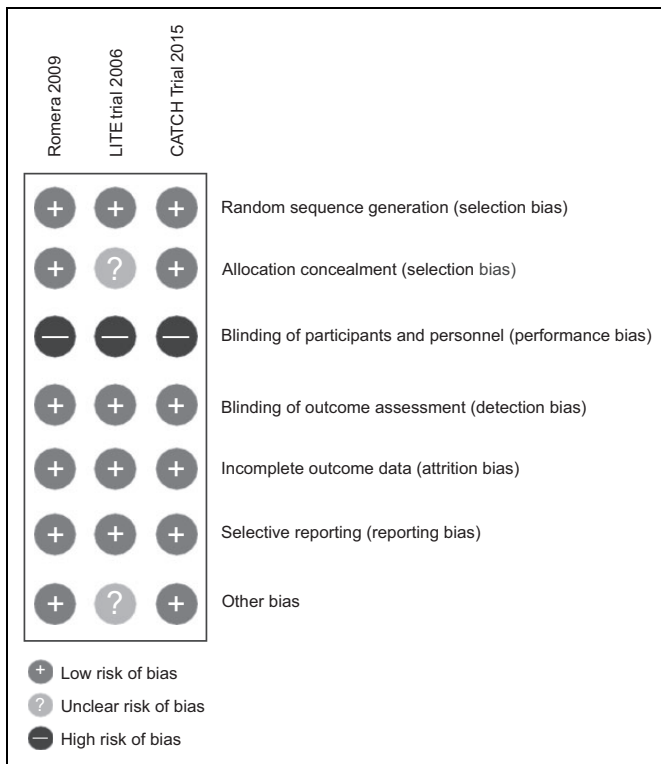 Romera 2009
LITE trial 2006
CATCH Trial 2015
+ + + Random sequence generation (selection bias)
+ ? + Allocation concealment (selection bias)
— — — Blinding of participants and personnel (performance bias)
+ + + Blinding of outcome assessment (detection bias)
+ + + Incomplete outcome data (attrition bias)
+ + + Selective reporting (reporting bias)
+ ? + Other bias
+ Low risk of bias
? Unclear risk of bias
— High risk of bias